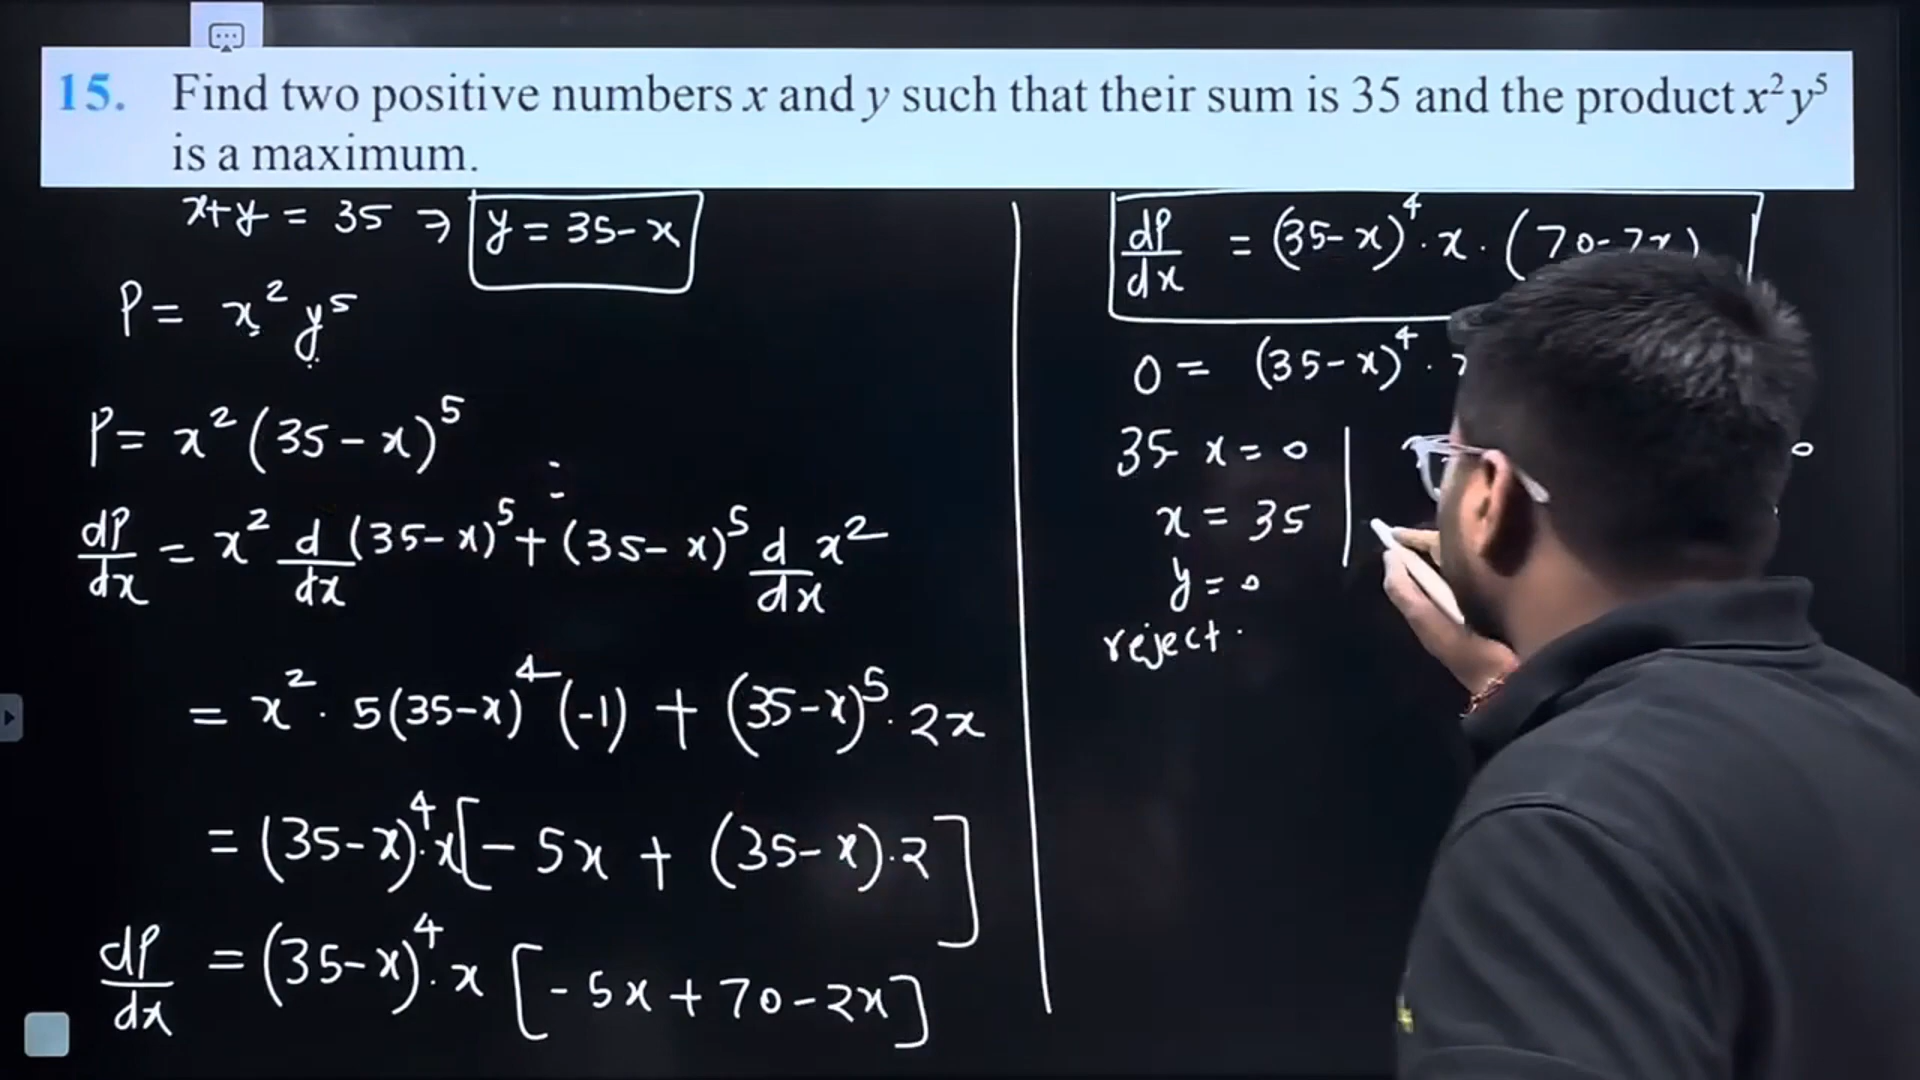 15. Find two positive numbers x and y such that their sum is 35 and the product x²y⁵
is a maximum.
x+y = 35 ⇒ y = 35-x
P = x² y⁵
P = x² (35-x)⁵
dP/dx = x² d/dx (35-x)⁵ + (35-x)⁵ d/dx x²
= x² · 5(35-x)⁴ (-1) + (35-x)⁵ · 2x
= (35-x)⁴ · x[- 5x + (35-x)·2]
dP/dx = (35-x)⁴ · x [- 5x + 70 - 2x]
dP/dx = (35-x)⁴ · x · (70-7x)
0 = (35-x)⁴ ·
35 x = 0 | 0
x = 35
y = 0
reject.